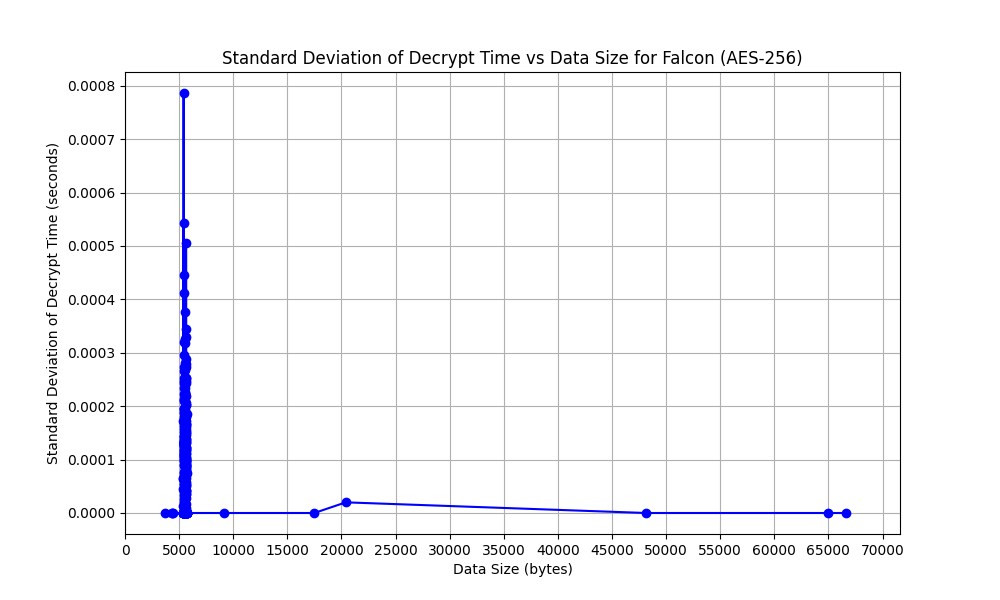 Standard Deviation of Decrypt Time vs Data Size for Falcon (AES-256)
Standard Deviation of Decrypt Time (seconds)
0.0008
0.0007
0.0006
0.0005
0.0004
0.0003
0.0002
0.0001
0.0000
0 5000 10000 15000 20000 25000 30000 35000 40000 45000 50000 55000 60000 65000 70000
Data Size (bytes)